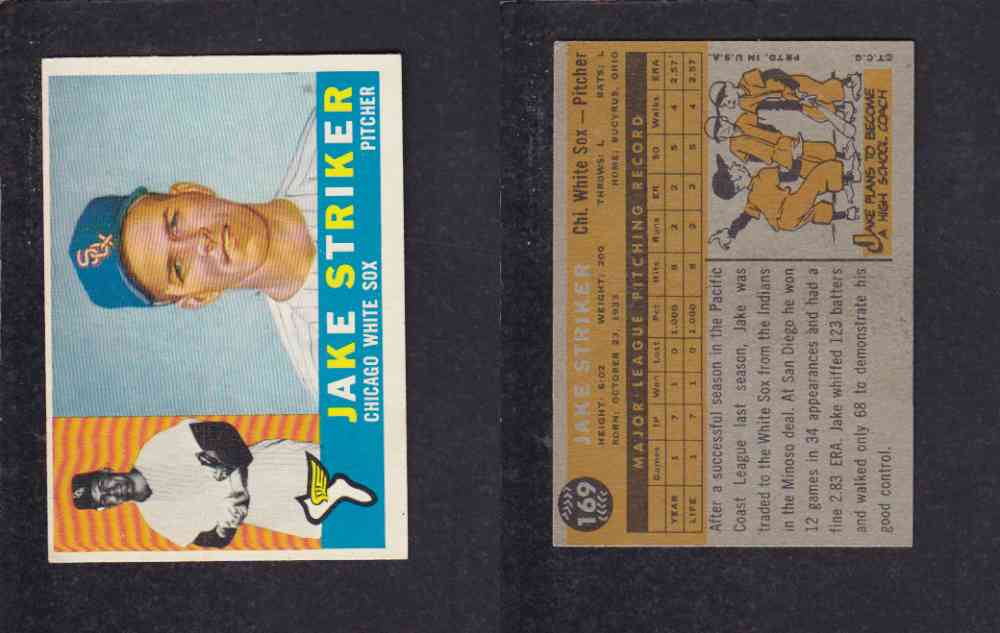 SOX
JAKE STRIKER
CHICAGO WHITE SOX PITCHER
169
JAKE STRIKER Chi. White Sox — Pitcher
HEIGHT: 6:02 WEIGHT: 200 THROWS: L BATS: L
BORN: OCTOBER 23, 1933 HOME: BUCYRUS, OHIO
MAJOR LEAGUE PITCHING RECORD
Games IP Won Lost Pct Hits Runs ER SO Walks ERA
YEAR 1 7 1 0 1.000 8 2 2 5 4 2.57
LIFE 1 7 1 0 1.000 8 2 2 5 4 2.57
After a successful season in the Pacific
Coast League last season, Jake was
traded to the White Sox from the Indians
in the Minoso deal. At San Diego he won
12 games in 34 appearances and had a
fine 2.83 ERA. Jake whiffed 123 batters
and walked only 68 to demonstrate his
good control.
©T.C.G. PRTD. IN U.S.A.
JAKE PLANS TO BECOME
A HIGH SCHOOL COACH